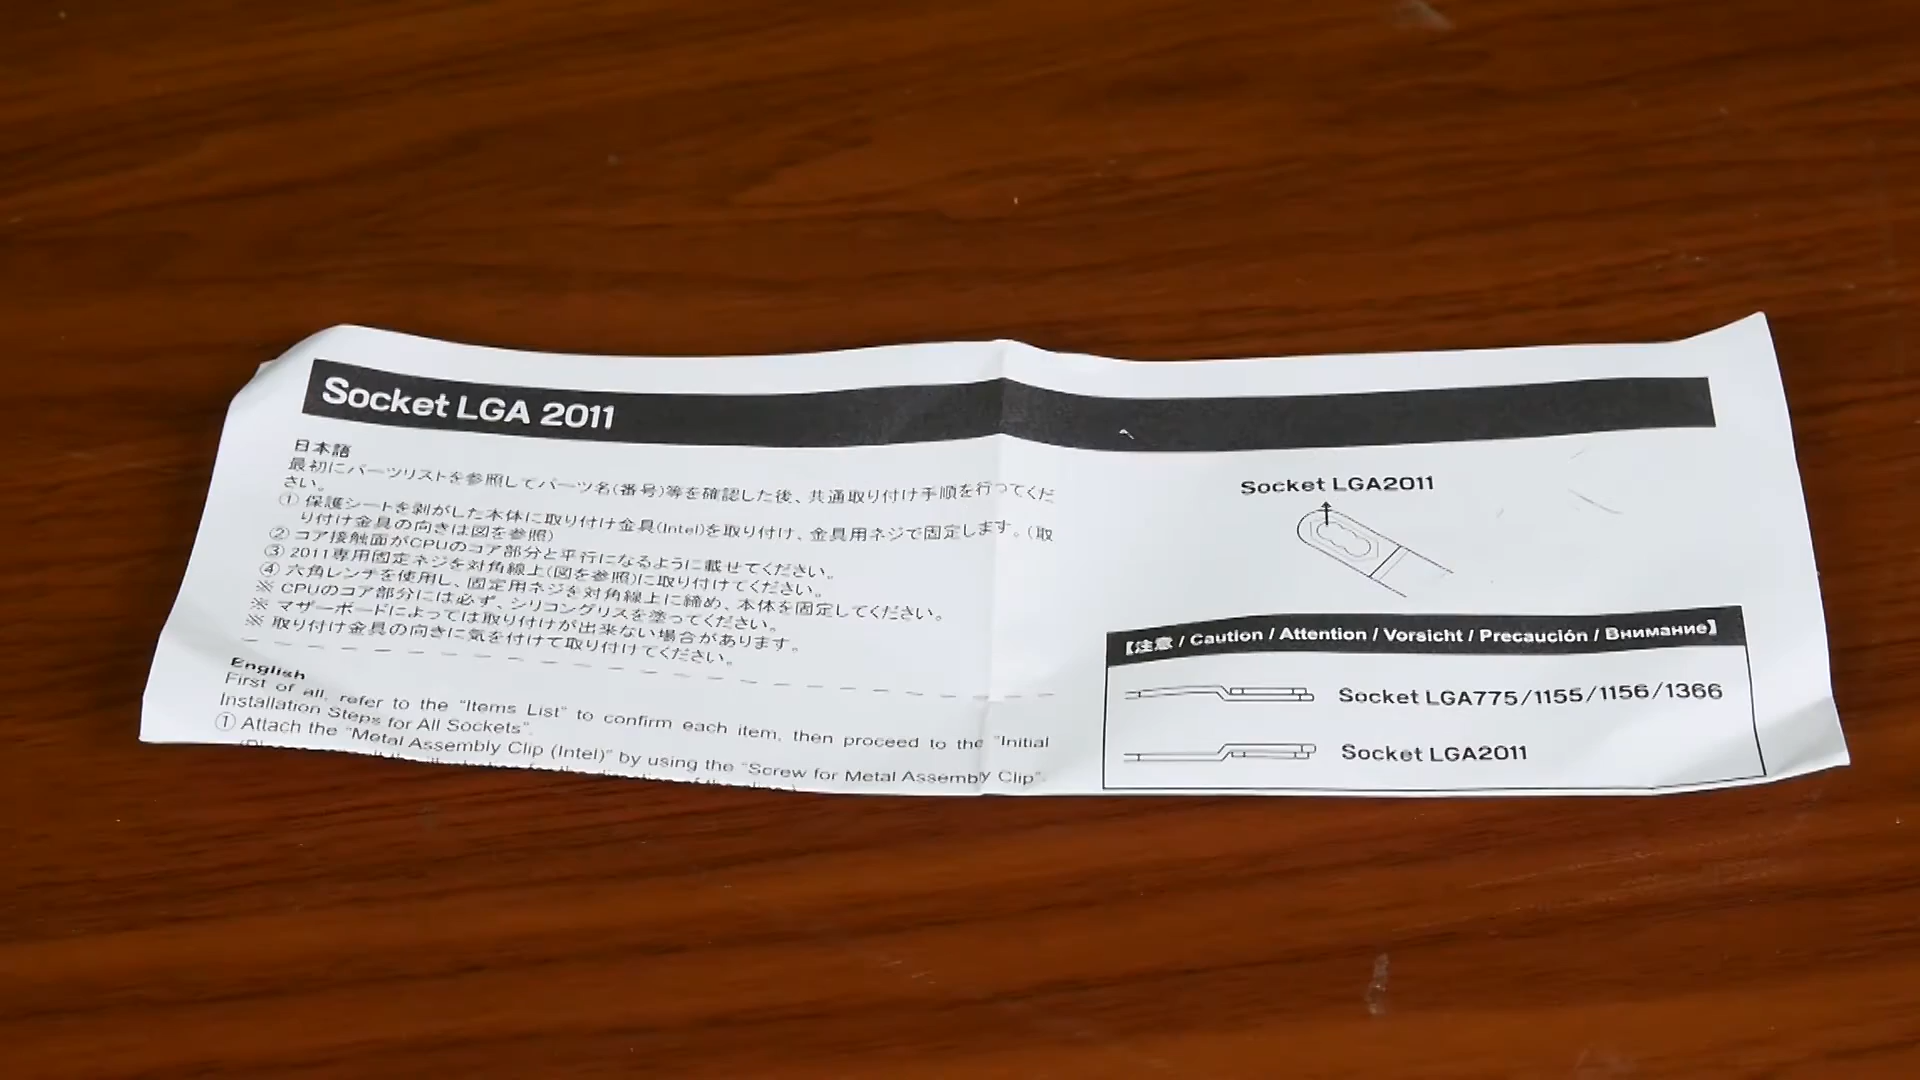 Socket LGA 2011
日本語
最初にパーツリストを参照してパーツ名(番号)等を確認した後、共通取り付け手順を行ってくだ
さい。
① 保護シートを剥がした本体に取り付け金具(Intel)を取り付け、金具用ネジで固定します。(取
り付け金具の向きは図を参照)
② コア接触面がCPUのコア部分と平行になるように載せてください。
③ 2011専用固定ネジを対角線上(図を参照)に取り付けてください。
④ 六角レンチを使用し、固定用ネジを対角線上に締め、本体を固定してください。
※ CPUのコア部分には必ず、シリコングリスを塗ってください。
※ マザーボードによっては取り付けが出来ない場合があります。
※ 取り付け金具の向きに気を付けて取り付けてください。
English
First of all, refer to the "Items List" to confirm each item, then proceed to the "Initial
Installation Steps for All Sockets".
① Attach the "Metal Assembly Clip (Intel)" by using the "Screw for Metal Assembly Clip".
Socket LGA2011
【注意 / Caution / Attention / Vorsicht / Precaución / Внимание】
Socket LGA775/1155/1156/1366
Socket LGA2011